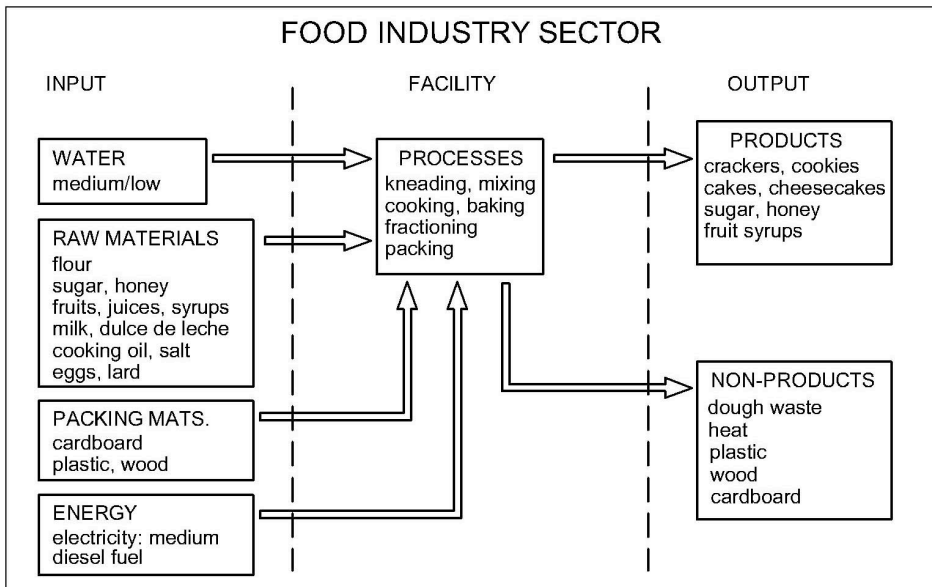 FOOD INDUSTRY SECTOR
INPUT
FACILITY
OUTPUT
WATER
medium/low
RAW MATERIALS
flour
sugar, honey
fruits, juices, syrups
milk, dulce de leche
cooking oil, salt
eggs, lard
PACKING MATS.
cardboard
plastic, wood
ENERGY
electricity: medium
diesel fuel
PROCESSES
kneading, mixing
cooking, baking
fractioning
packing
PRODUCTS
crackers, cookies
cakes, cheesecakes
sugar, honey
fruit syrups
NON-PRODUCTS
dough waste
heat
plastic
wood
cardboard